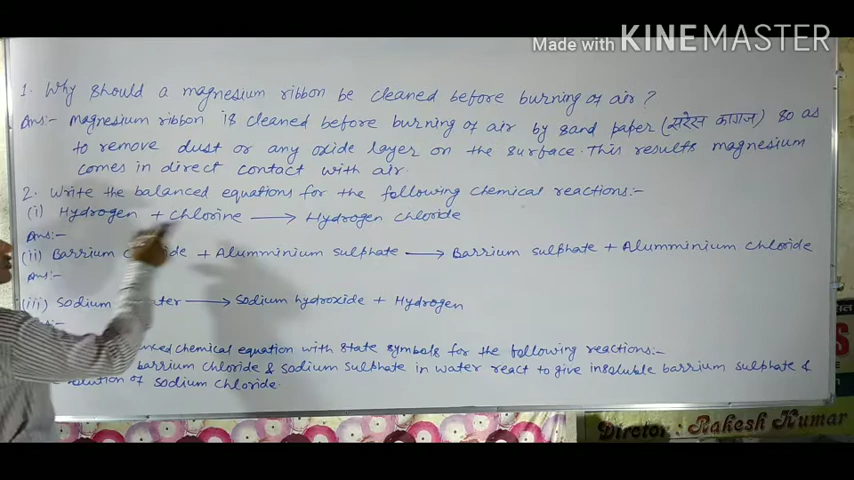 Made with KINEMASTER
1. Why should a magnesium ribbon be cleaned before burning of air?
Ans:- Magnesium ribbon is cleaned before burning of air by sand paper (सरेस कागज) so as
to remove dust or any oxide layer on the surface. This results magnesium
comes in direct contact with air.
2. Write the balanced equations for the following chemical reactions:-
(i) Hydrogen + Chlorine → Hydrogen chloride
Ans:-
(ii) Barrium + Alumminium sulphate → Barrium sulphate + Alumminium chloride
Ans:-
(iii) Sodium → Sodium hydroxide + Hydrogen
chemical equation with state symbols for the following reactions:-
barrium chloride & sodium sulphate in water react to give insoluble barrium sulphate &
of sodium chloride.
Dirctor : Rakesh Kumar